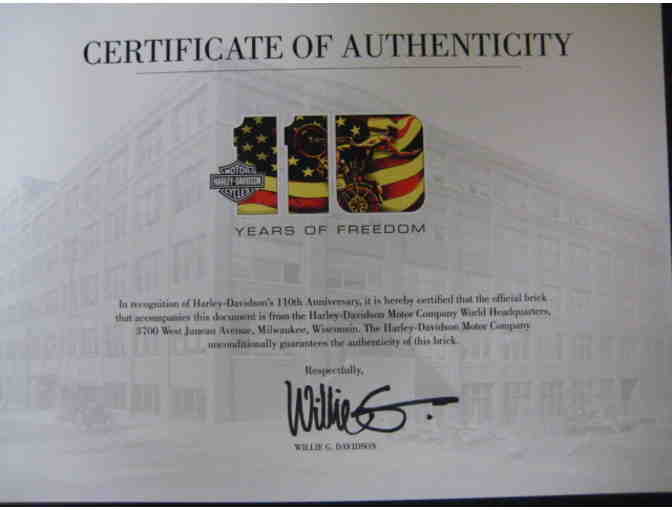 CERTIFICATE OF AUTHENTICITY
110
MOTOR
HARLEY-DAVIDSON
CYCLES
YEARS OF FREEDOM
In recognition of Harley-Davidson's 110th Anniversary, it is hereby certified that the official brick
that accompanies this document is from the Harley-Davidson Motor Company World Headquarters,
3700 West Juneau Avenue, Milwaukee, Wisconsin. The Harley-Davidson Motor Company
unconditionally guarantees the authenticity of this brick.
Respectfully,
Willie G.
WILLIE G. DAVIDSON